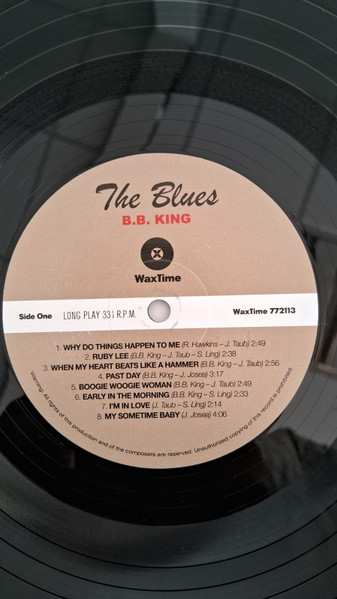 The Blues
B.B. KING
WaxTime
Side One LONG PLAY 33⅓ R.P.M. WaxTime 772113
1. WHY DO THINGS HAPPEN TO ME (R. Hawkins – J. Taub) 2:49
2. RUBY LEE (B.B. King – J. Taub – S. Ling) 2:38
3. WHEN MY HEART BEATS LIKE A HAMMER (B.B. King – J. Taub) 2:56
4. PAST DAY (B.B. King – J. Josea) 3:17
5. BOOGIE WOOGIE WOMAN (B.B. King – J. Taub) 2:49
6. EARLY IN THE MORNING (B.B. King – S. Ling) 2:33
7. I'M IN LOVE (J. Taub – S. Ling) 2:14
8. MY SOMETIME BABY (J. Josea) 4:06
Warning: All rights of this production and of the composers are reserved. Unauthorized copying of this record is prohibited